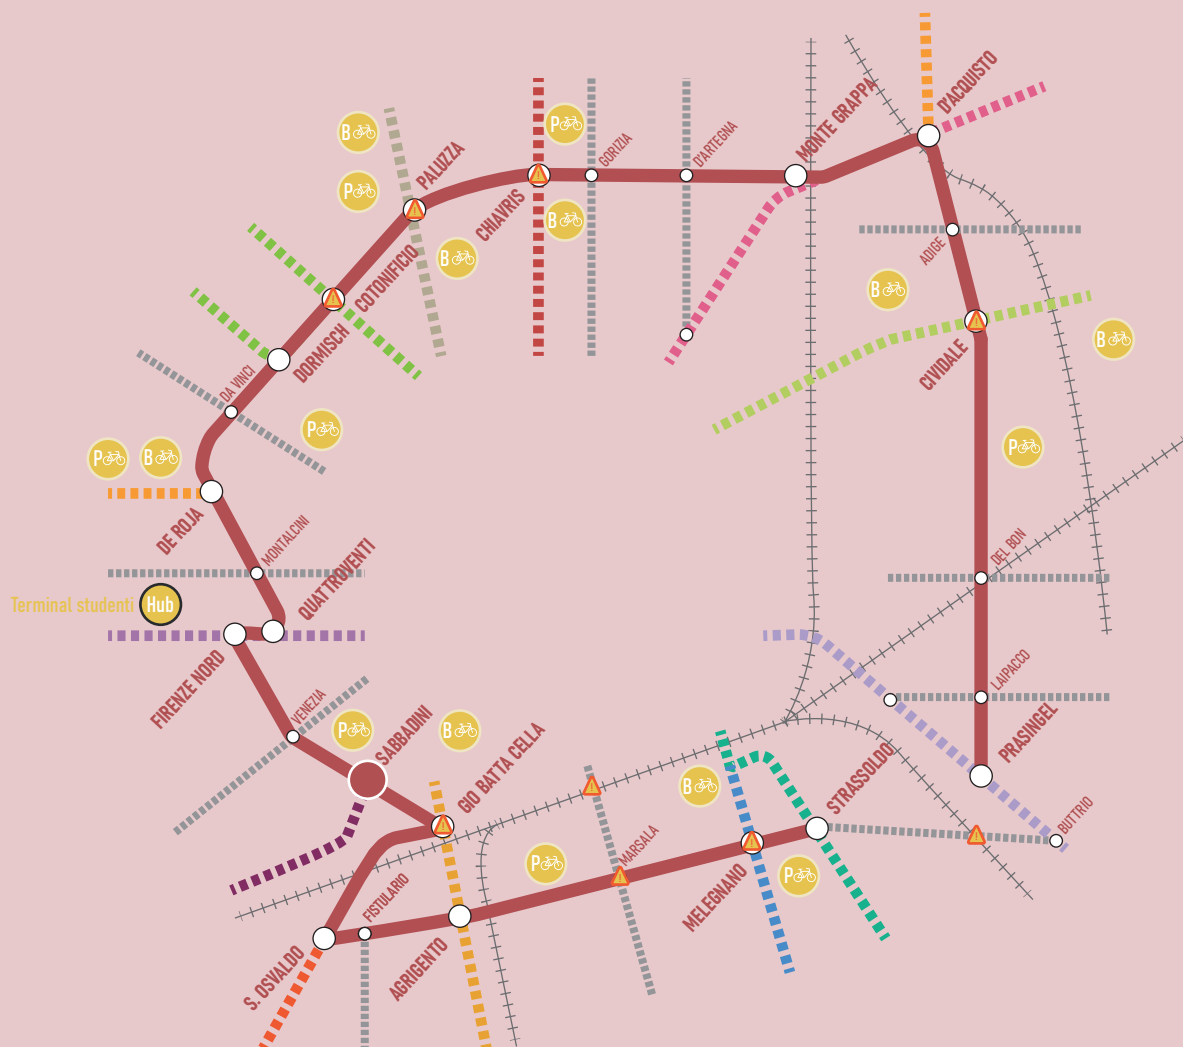 D'ACQUISTO
MONTE GRAPPA
P
B
GORIZIA
D'ARTEGNA
PALUZZA
P
CHIAVRIS
B
ADIGE
COTONIFICIO
B
B
DORMISCH
B
CIVIDALE
DA VINCI
P
P
P B
DE ROJA
MONTALCINI
DEL BON
QUATTROVENTI
Terminal studenti Hub
FIRENZE NORD
LAIPACCO
VENEZIA
P
SABBADINI
B
PRASINGEL
GIO BATTA CELLA
B
STRASSOLDO
BUTTRIO
MARSALA
P
P
MELEGNANO
FISTULARIO
S. OSVALDO
AGRIGENTO